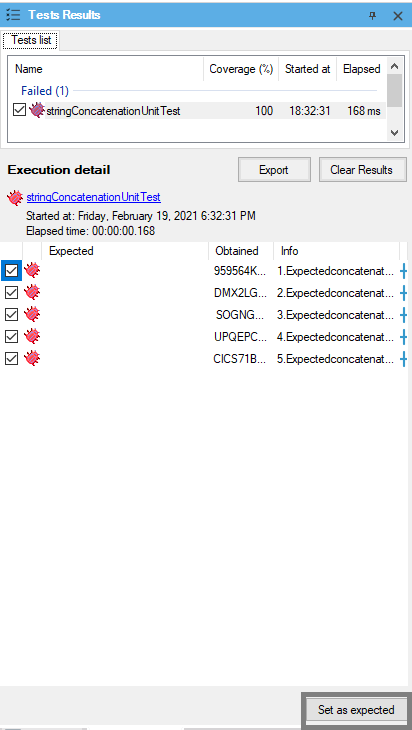 Tests Results
Tests list
Name Coverage (%) Started at Elapsed
Failed (1)
stringConcatenationUnitTest 100 18:32:31 168 ms
Execution detail Export Clear Results
stringConcatenationUnitTest
Started at: Friday, February 19, 2021 6:32:31 PM
Elapsed time: 00:00:00.168
Expected Obtained Info
959564K... 1.Expectedconcatenat...
DMX2LG... 2.Expectedconcatenat...
SOGNG... 3.Expectedconcatenat...
UPQEPC... 4.Expectedconcatenat...
CICS71B... 5.Expectedconcatenat...
Set as expected